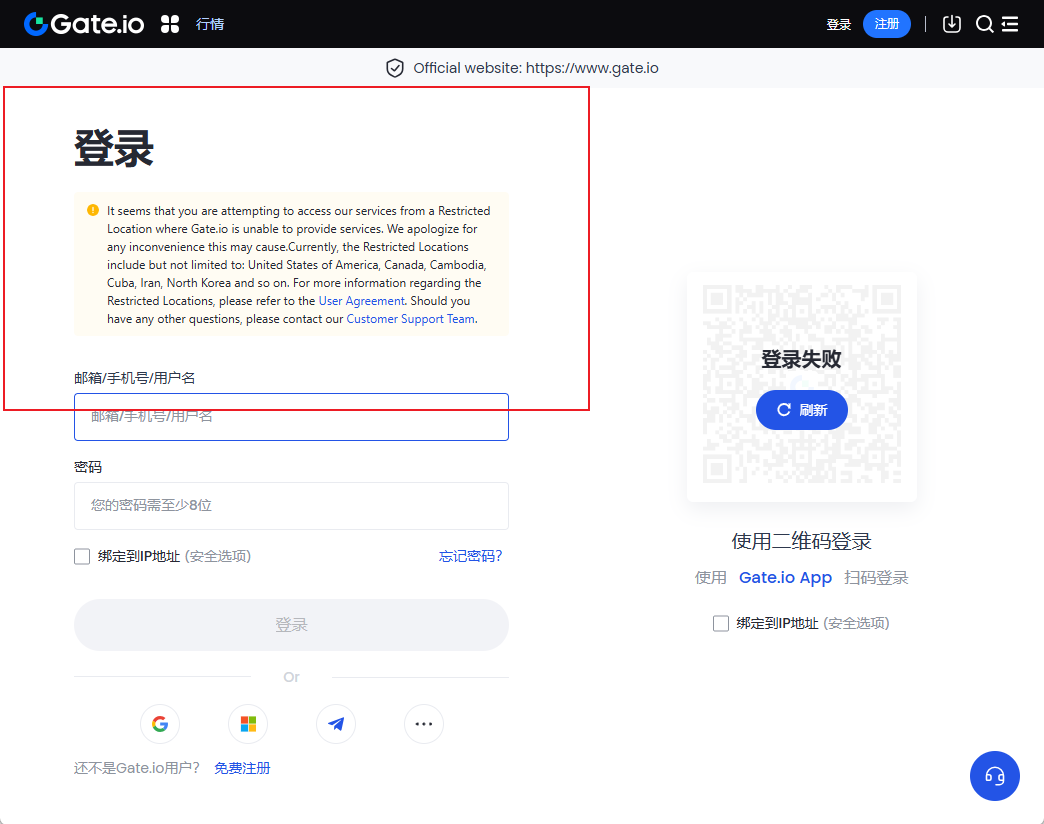 Gate.io 行情 登录 注册
Official website: https://www.gate.io
登录
It seems that you are attempting to access our services from a Restricted
Location where Gate.io is unable to provide services. We apologize for
any inconvenience this may cause.Currently, the Restricted Locations
include but not limited to: United States of America, Canada, Cambodia,
Cuba, Iran, North Korea and so on. For more information regarding the
Restricted Locations, please refer to the User Agreement. Should you
have any other questions, please contact our Customer Support Team.
邮箱/手机号/用户名
邮箱/手机号/用户名
密码
您的密码需至少8位
绑定到IP地址 (安全选项) 忘记密码?
登录
Or
还不是Gate.io用户? 免费注册
登录失败
刷新
使用二维码登录
使用 Gate.io App 扫码登录
绑定到IP地址 (安全选项)